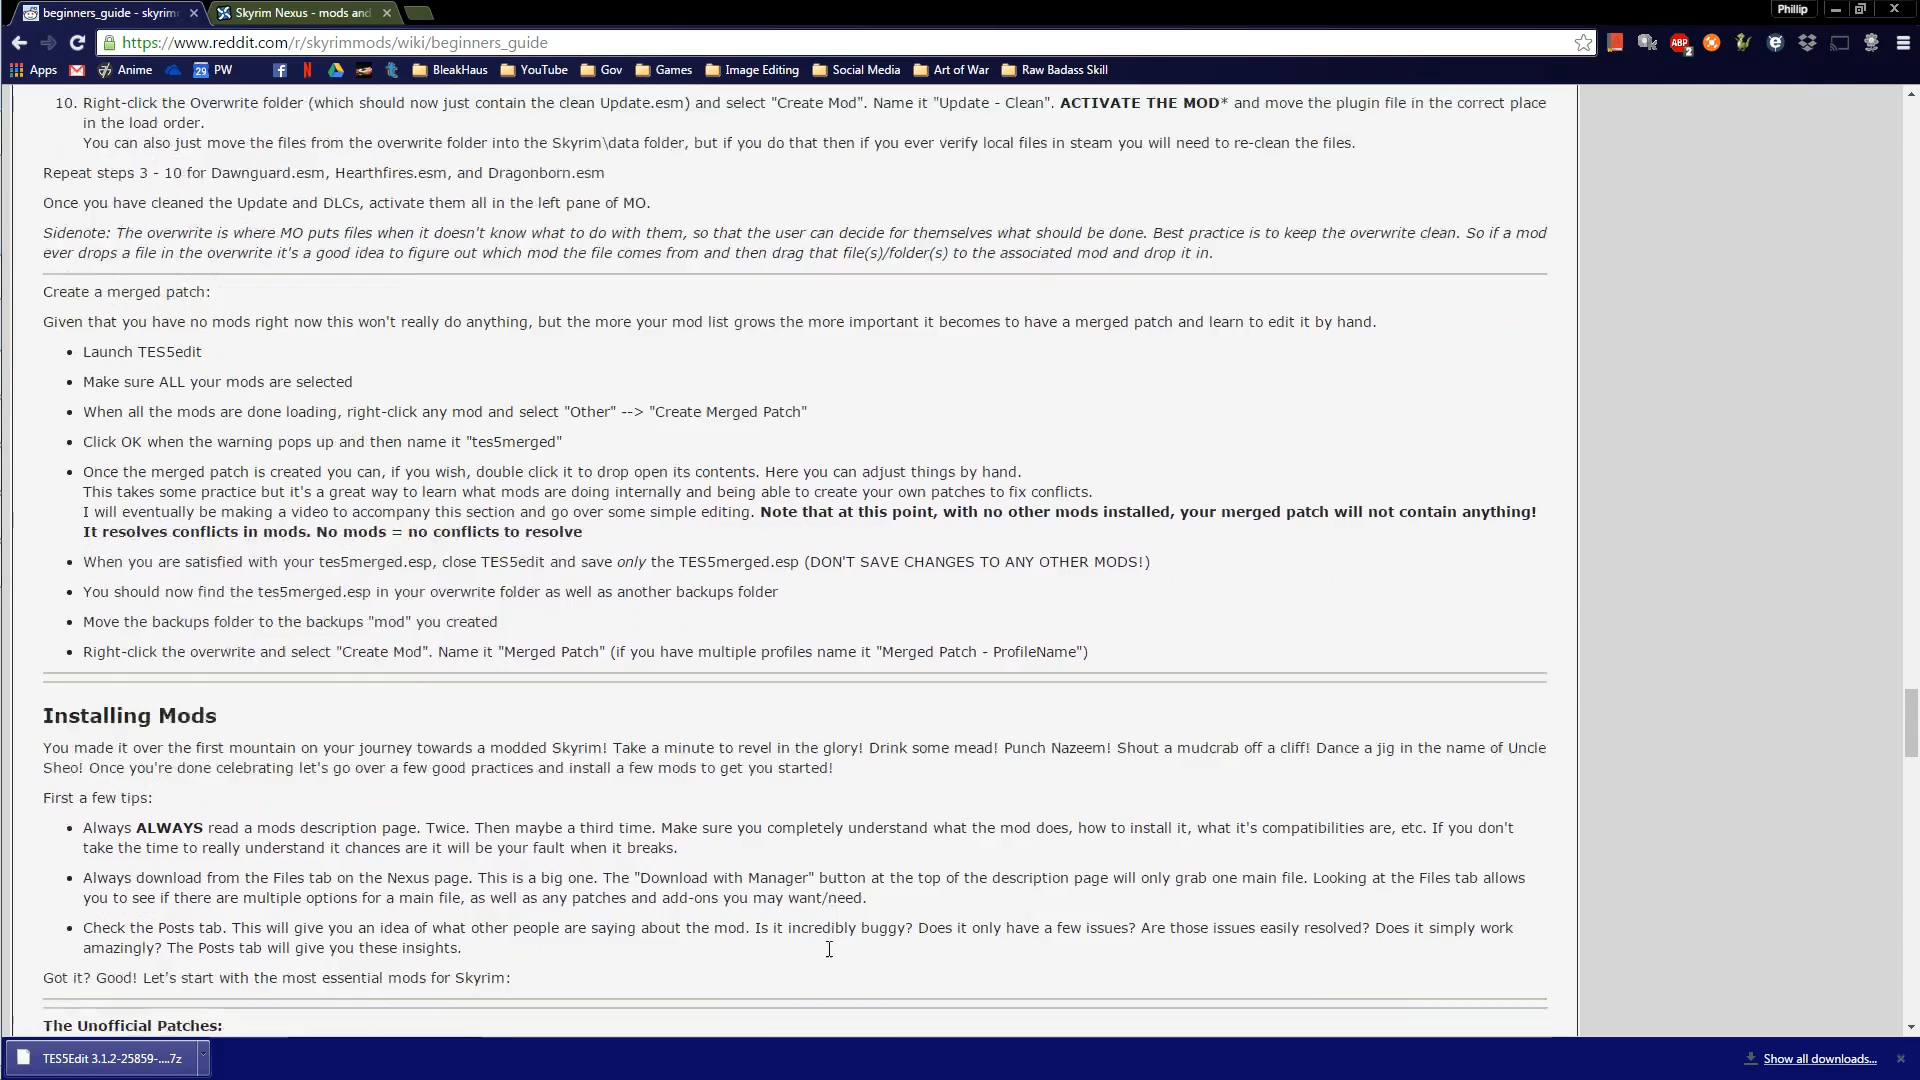 beginners_guide - skyrim
Skyrim Nexus - mods and
Phillip
https://www.reddit.com/r/skyrimmods/wiki/beginners_guide
ABP
2
Apps
Anime
29 PW
BleakHaus
YouTube
Gov
Games
Image Editing
Social Media
Art of War
Raw Badass Skill
10. Right-click the Overwrite folder (which should now just contain the clean Update.esm) and select "Create Mod". Name it "Update - Clean". ACTIVATE THE MOD* and move the plugin file in the correct place
in the load order.
You can also just move the files from the overwrite folder into the Skyrim\data folder, but if you do that then if you ever verify local files in steam you will need to re-clean the files.
Repeat steps 3 - 10 for Dawnguard.esm, Hearthfires.esm, and Dragonborn.esm
Once you have cleaned the Update and DLCs, activate them all in the left pane of MO.
Sidenote: The overwrite is where MO puts files when it doesn't know what to do with them, so that the user can decide for themselves what should be done. Best practice is to keep the overwrite clean. So if a mod
ever drops a file in the overwrite it's a good idea to figure out which mod the file comes from and then drag that file(s)/folder(s) to the associated mod and drop it in.
Create a merged patch:
Given that you have no mods right now this won't really do anything, but the more your mod list grows the more important it becomes to have a merged patch and learn to edit it by hand.
• Launch TES5edit
• Make sure ALL your mods are selected
• When all the mods are done loading, right-click any mod and select "Other" --> "Create Merged Patch"
• Click OK when the warning pops up and then name it "tes5merged"
• Once the merged patch is created you can, if you wish, double click it to drop open its contents. Here you can adjust things by hand.
This takes some practice but it's a great way to learn what mods are doing internally and being able to create your own patches to fix conflicts.
I will eventually be making a video to accompany this section and go over some simple editing. Note that at this point, with no other mods installed, your merged patch will not contain anything!
It resolves conflicts in mods. No mods = no conflicts to resolve
• When you are satisfied with your tes5merged.esp, close TES5edit and save only the TES5merged.esp (DON'T SAVE CHANGES TO ANY OTHER MODS!)
• You should now find the tes5merged.esp in your overwrite folder as well as another backups folder
• Move the backups folder to the backups "mod" you created
• Right-click the overwrite and select "Create Mod". Name it "Merged Patch" (if you have multiple profiles name it "Merged Patch - ProfileName")
Installing Mods
You made it over the first mountain on your journey towards a modded Skyrim! Take a minute to revel in the glory! Drink some mead! Punch Nazeem! Shout a mudcrab off a cliff! Dance a jig in the name of Uncle
Sheo! Once you're done celebrating let's go over a few good practices and install a few mods to get you started!
First a few tips:
• Always ALWAYS read a mods description page. Twice. Then maybe a third time. Make sure you completely understand what the mod does, how to install it, what it's compatibilities are, etc. If you don't
take the time to really understand it chances are it will be your fault when it breaks.
• Always download from the Files tab on the Nexus page. This is a big one. The "Download with Manager" button at the top of the description page will only grab one main file. Looking at the Files tab allows
you to see if there are multiple options for a main file, as well as any patches and add-ons you may want/need.
• Check the Posts tab. This will give you an idea of what other people are saying about the mod. Is it incredibly buggy? Does it only have a few issues? Are those issues easily resolved? Does it simply work
amazingly? The Posts tab will give you these insights.
Got it? Good! Let's start with the most essential mods for Skyrim:
The Unofficial Patches:
TES5Edit 3.1.2-25859-....7z
Show all downloads...